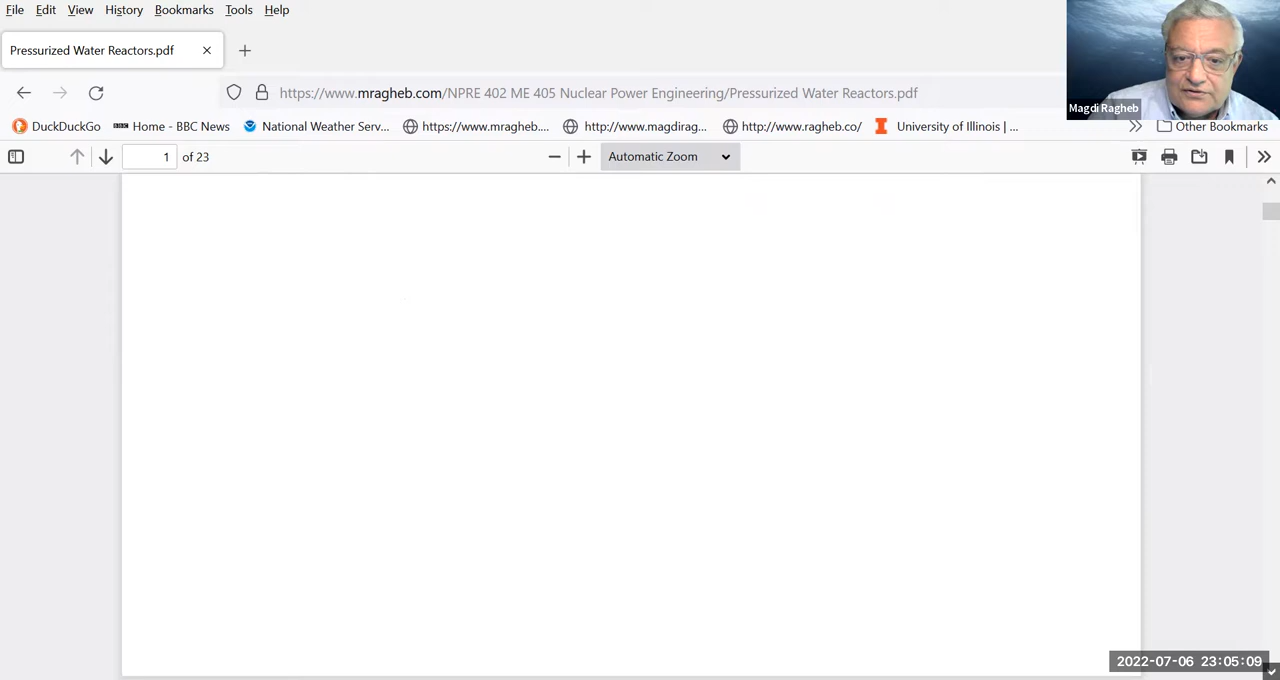 File Edit View History Bookmarks Tools Help
Pressurized Water Reactors.pdf
https://www.mragheb.com/NPRE 402 ME 405 Nuclear Power Engineering/Pressurized Water Reactors.pdf
Magdi Ragheb
DuckDuckGo BBC Home - BBC News National Weather Serv... https://www.mragheb.... http://www.magdirag... http://www.ragheb.co/ University of Illinois | ... Other Bookmarks
1 of 23 Automatic Zoom
2022-07-06 23:05:09